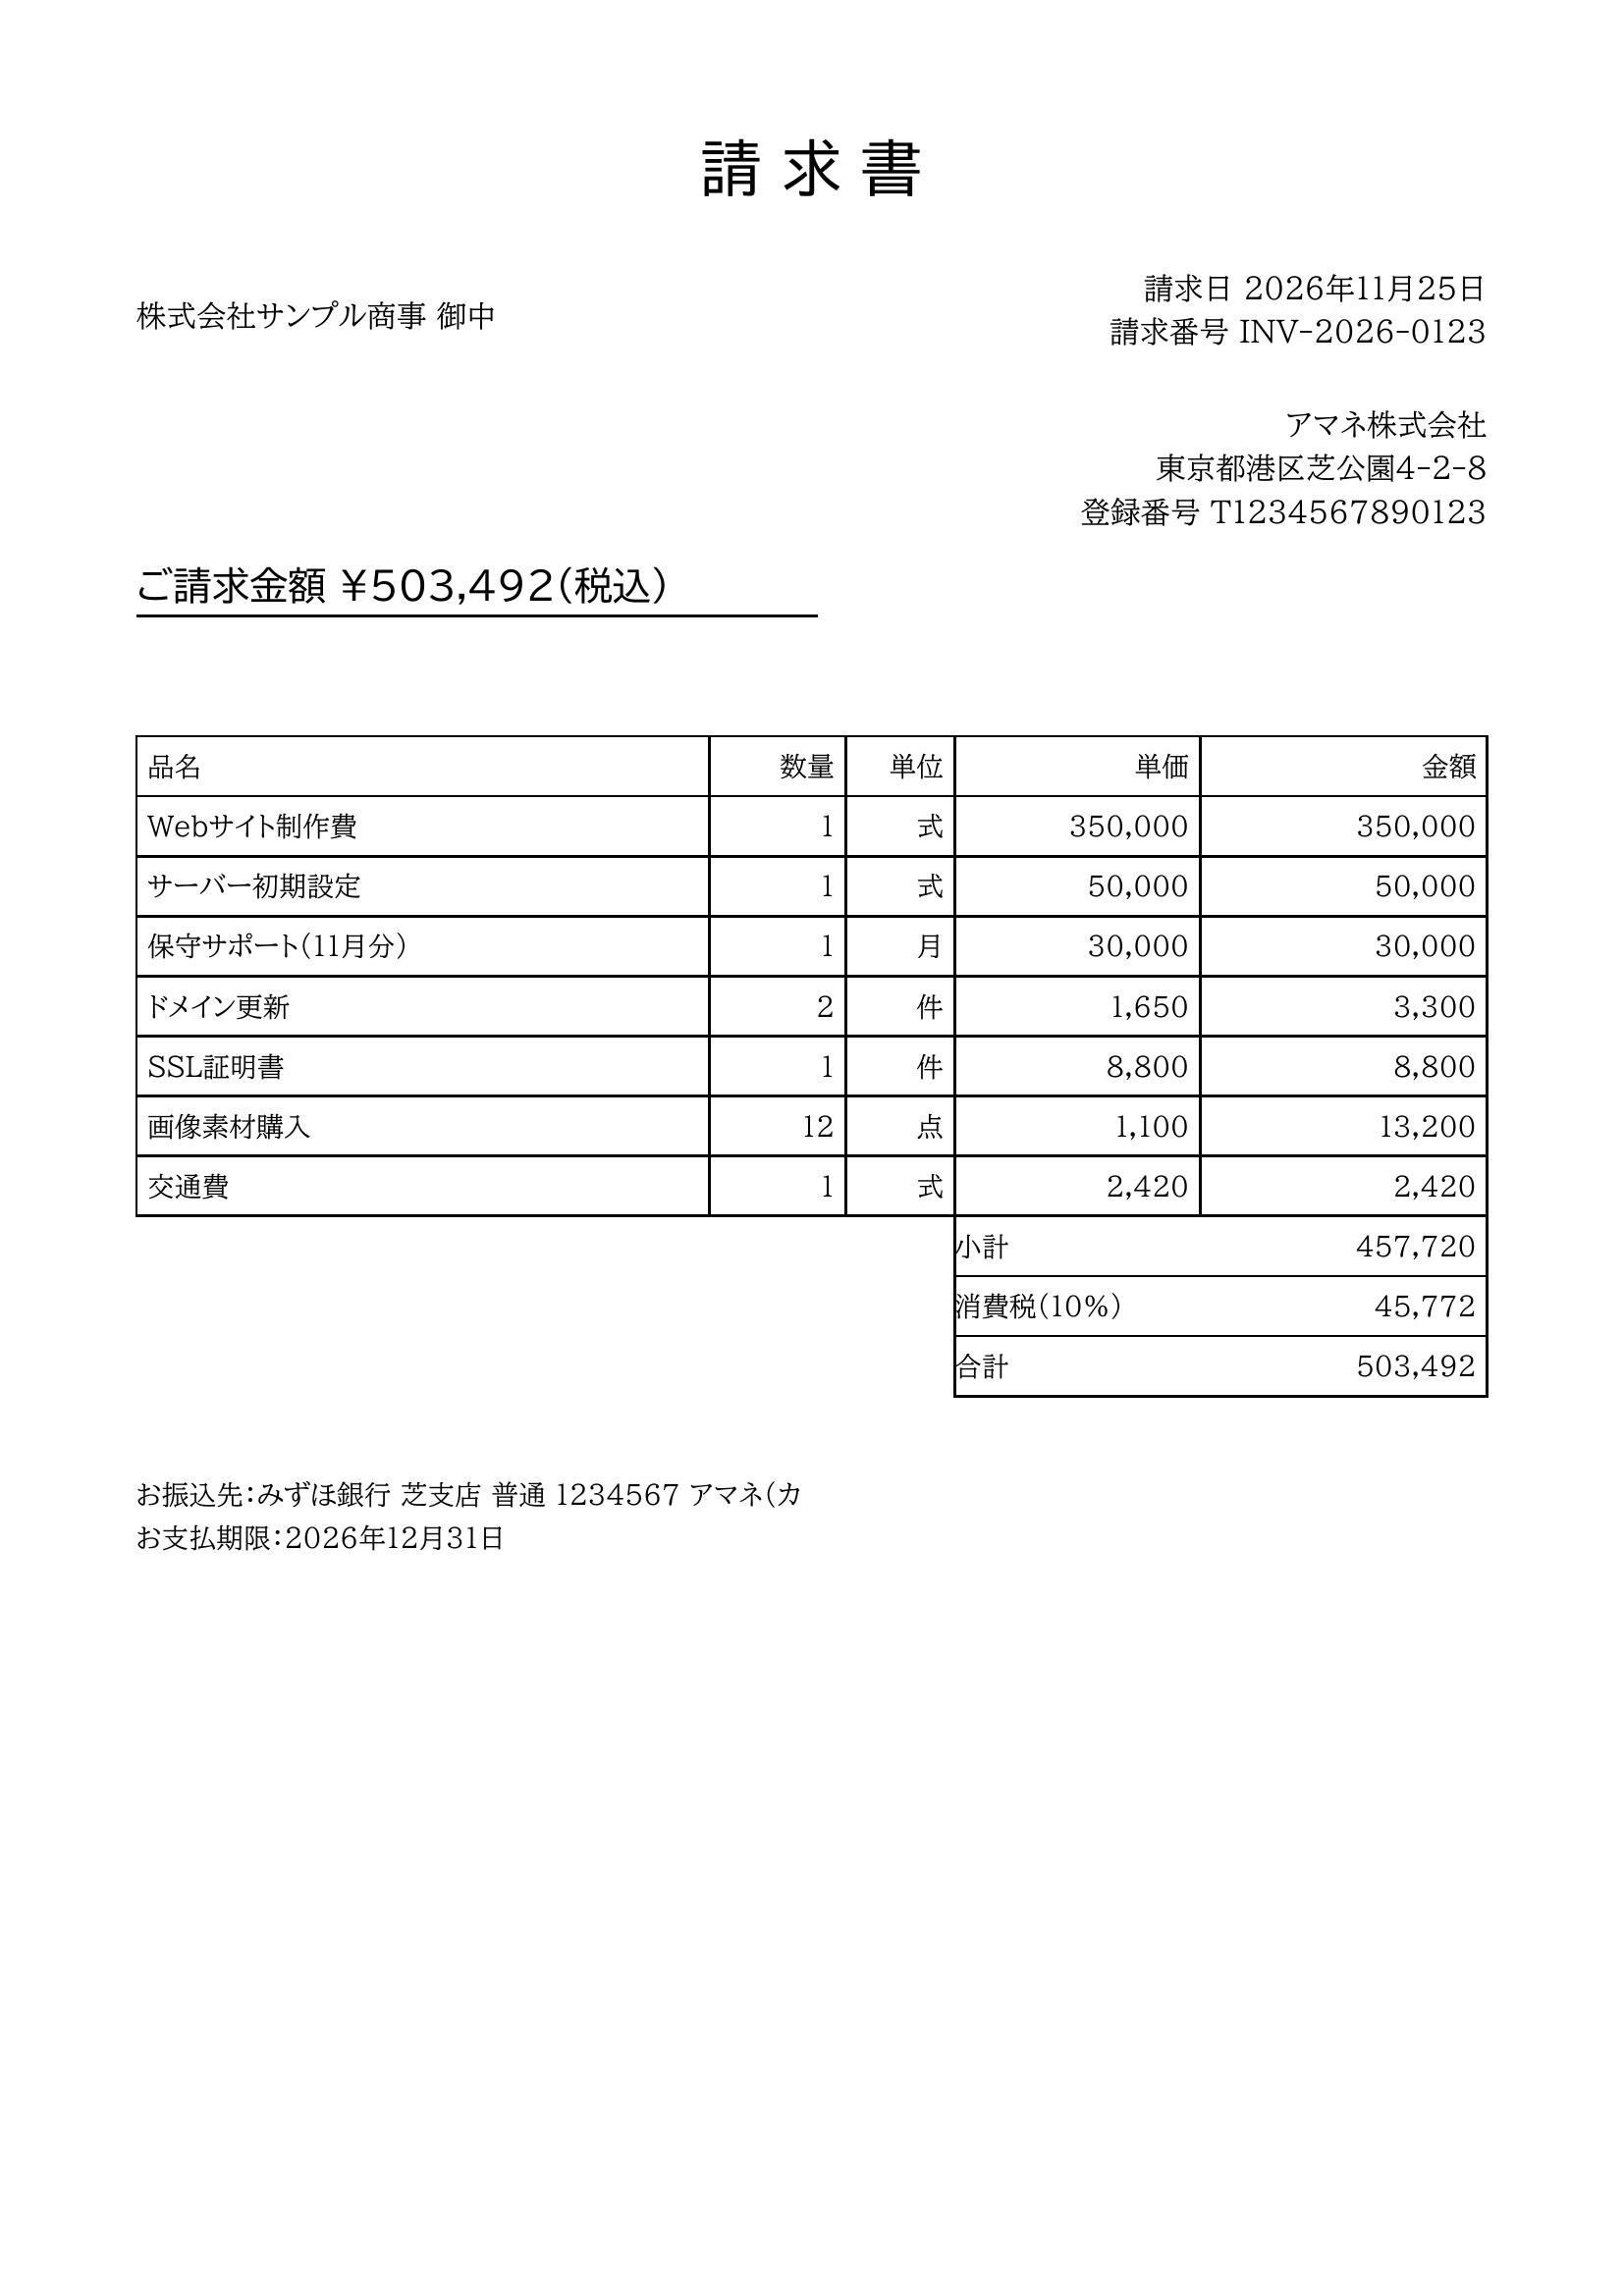 請求書
株式会社サンプル商事 御中
請求日 2026年11月25日
請求番号 INV-2026-0123
アマネ株式会社
東京都港区芝公園4-2-8
登録番号 T1234567890123
ご請求金額 ¥503,492(税込)
品名 数量 単位 単価 金額
Webサイト制作費 1 式 350,000 350,000
サーバー初期設定 1 式 50,000 50,000
保守サポート(11月分) 1 月 30,000 30,000
ドメイン更新 2 件 1,650 3,300
SSL証明書 1 件 8,800 8,800
画像素材購入 12 点 1,100 13,200
交通費 1 式 2,420 2,420
小計 457,720
消費税(10%) 45,772
合計 503,492
お振込先:みずほ銀行 芝支店 普通 1234567 アマネ(カ
お支払期限:2026年12月31日